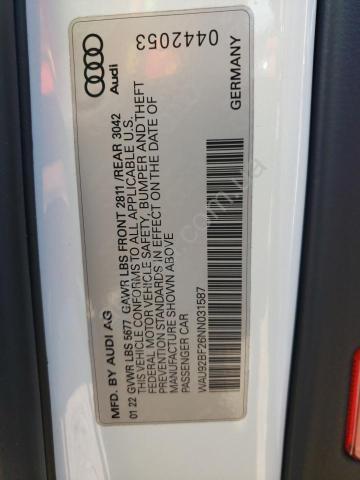 MFD. BY AUDI AG
01 22 GVWR LBS 5677 GAWR LBS FRONT 2811 /REAR 3042
THIS VEHICLE CONFORMS TO ALL APPLICABLE U.S.
FEDERAL MOTOR VEHICLE SAFETY, BUMPER AND THEFT
PREVENTION STANDARDS IN EFFECT ON THE DATE OF
MANUFACTURE SHOWN ABOVE
PASSENGER CAR
WAU92BF26NN031587
Audi
0442053
GERMANY